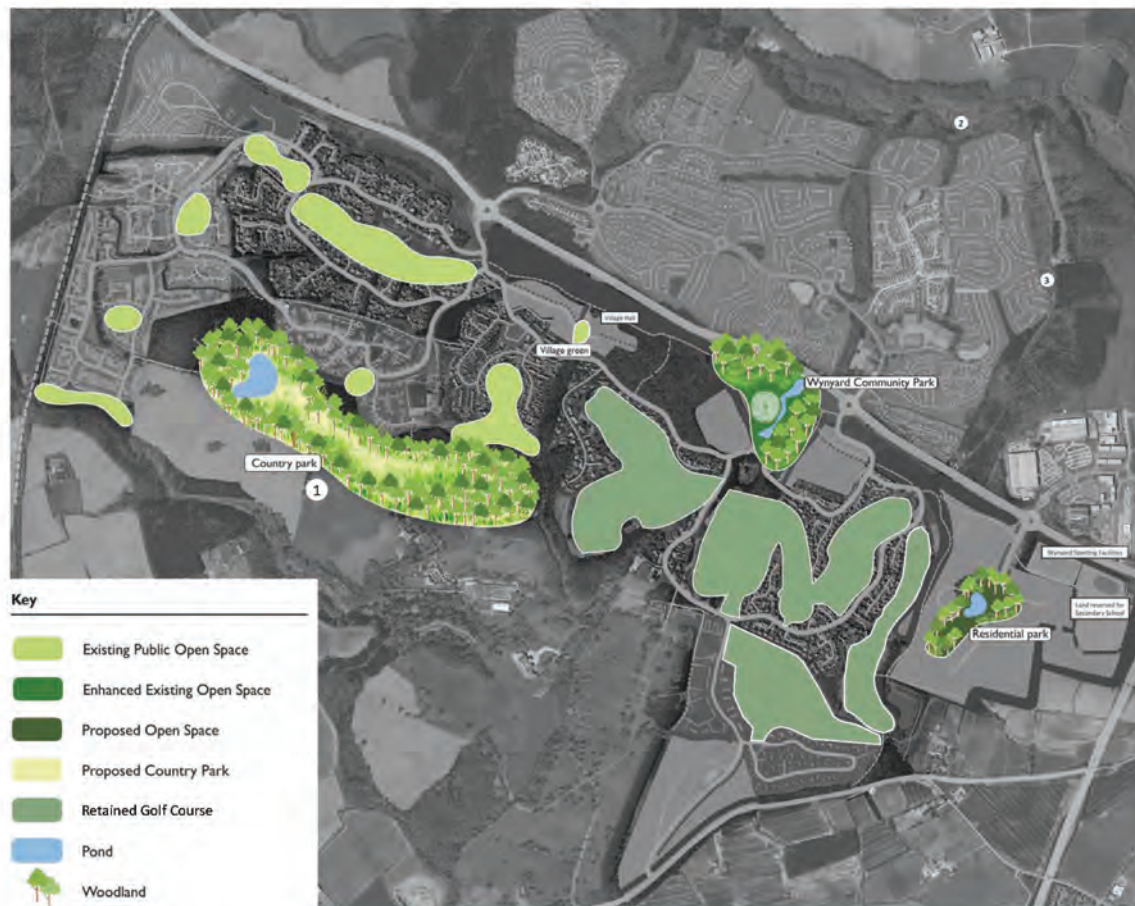 2
3
Village Hall
Village green
Wynyard Community Park
Country park
1
Wynyard Sporting Facilities
Land reserved for
Secondary School
Residential park
Key
Existing Public Open Space
Enhanced Existing Open Space
Proposed Open Space
Proposed Country Park
Retained Golf Course
Pond
Woodland